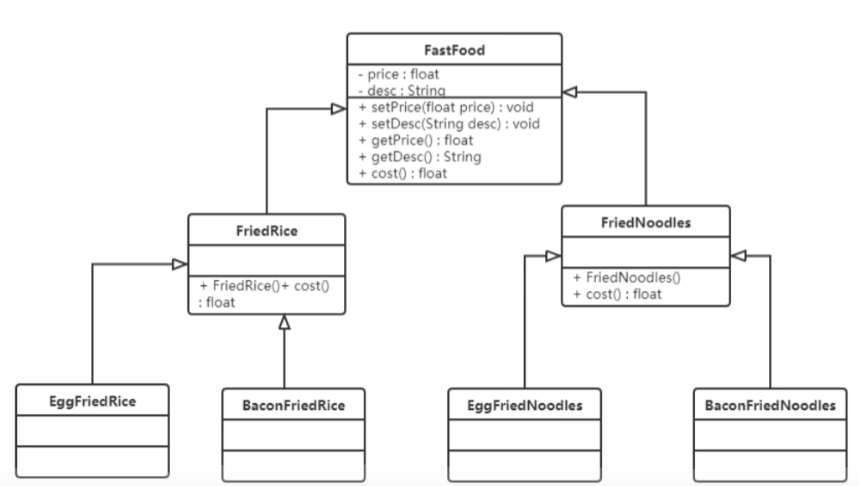 FastFood
- price : float
- desc : String
+ setPrice(float price) : void
+ setDesc(String desc) : void
+ getPrice() : float
+ getDesc() : String
+ cost() : float
FriedRice
+ FriedRice()+ cost()
: float
FriedNoodles
+ FriedNoodles()
+ cost() : float
EggFriedRice
BaconFriedRice
EggFriedNoodles
BaconFriedNoodles